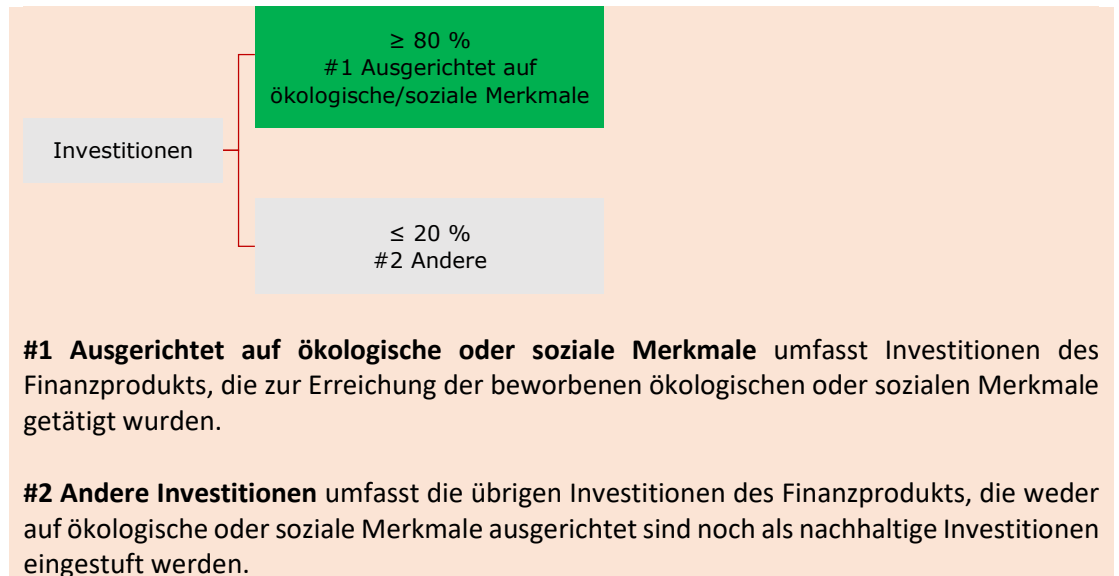 ≥ 80 %
#1 Ausgerichtet auf
ökologische/soziale Merkmale
Investitionen
≤ 20 %
#2 Andere
#1 Ausgerichtet auf ökologische oder soziale Merkmale umfasst Investitionen des
Finanzprodukts, die zur Erreichung der beworbenen ökologischen oder sozialen Merkmale
getätigt wurden.
#2 Andere Investitionen umfasst die übrigen Investitionen des Finanzprodukts, die weder
auf ökologische oder soziale Merkmale ausgerichtet sind noch als nachhaltige Investitionen
eingestuft werden.